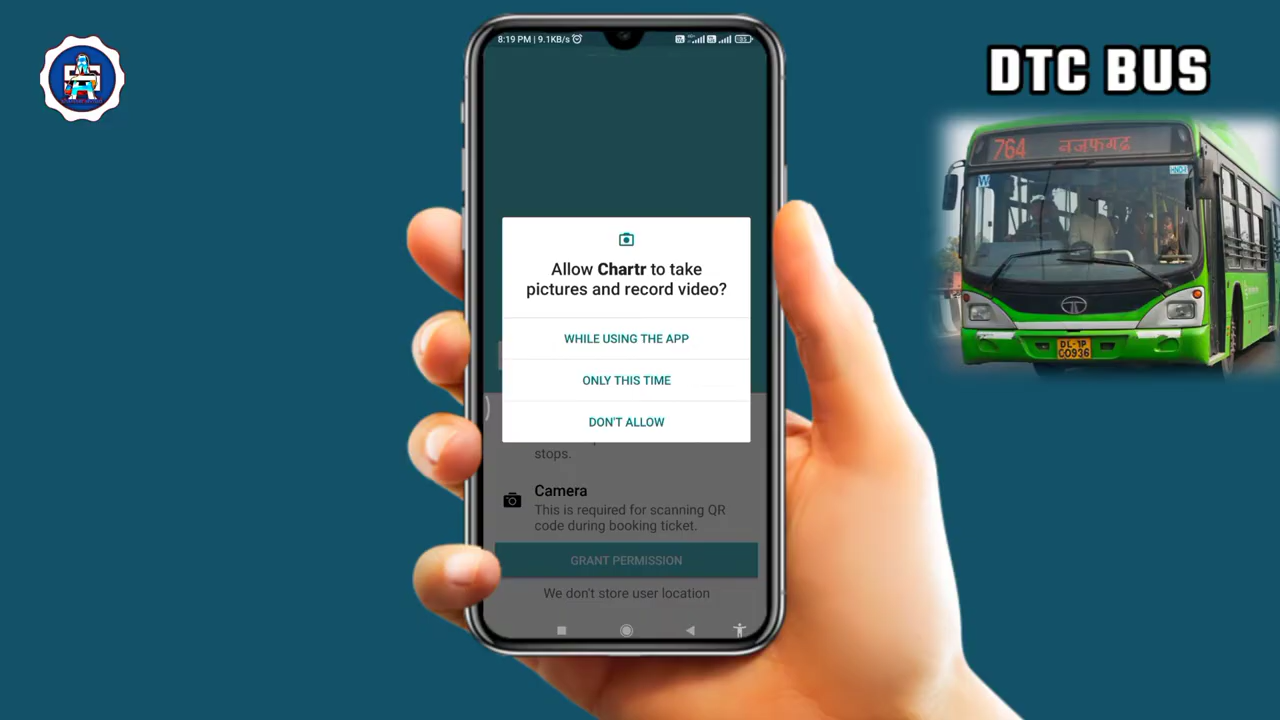 8:19 PM | 9.1KB/s
DTC BUS
764 नजफगढ़
DL-1P
C0936
Allow Chartr to take
pictures and record video?
WHILE USING THE APP
ONLY THIS TIME
DON'T ALLOW
stops.
Camera
This is required for scanning QR
code during booking ticket.
GRANT PERMISSION
We don't store user location